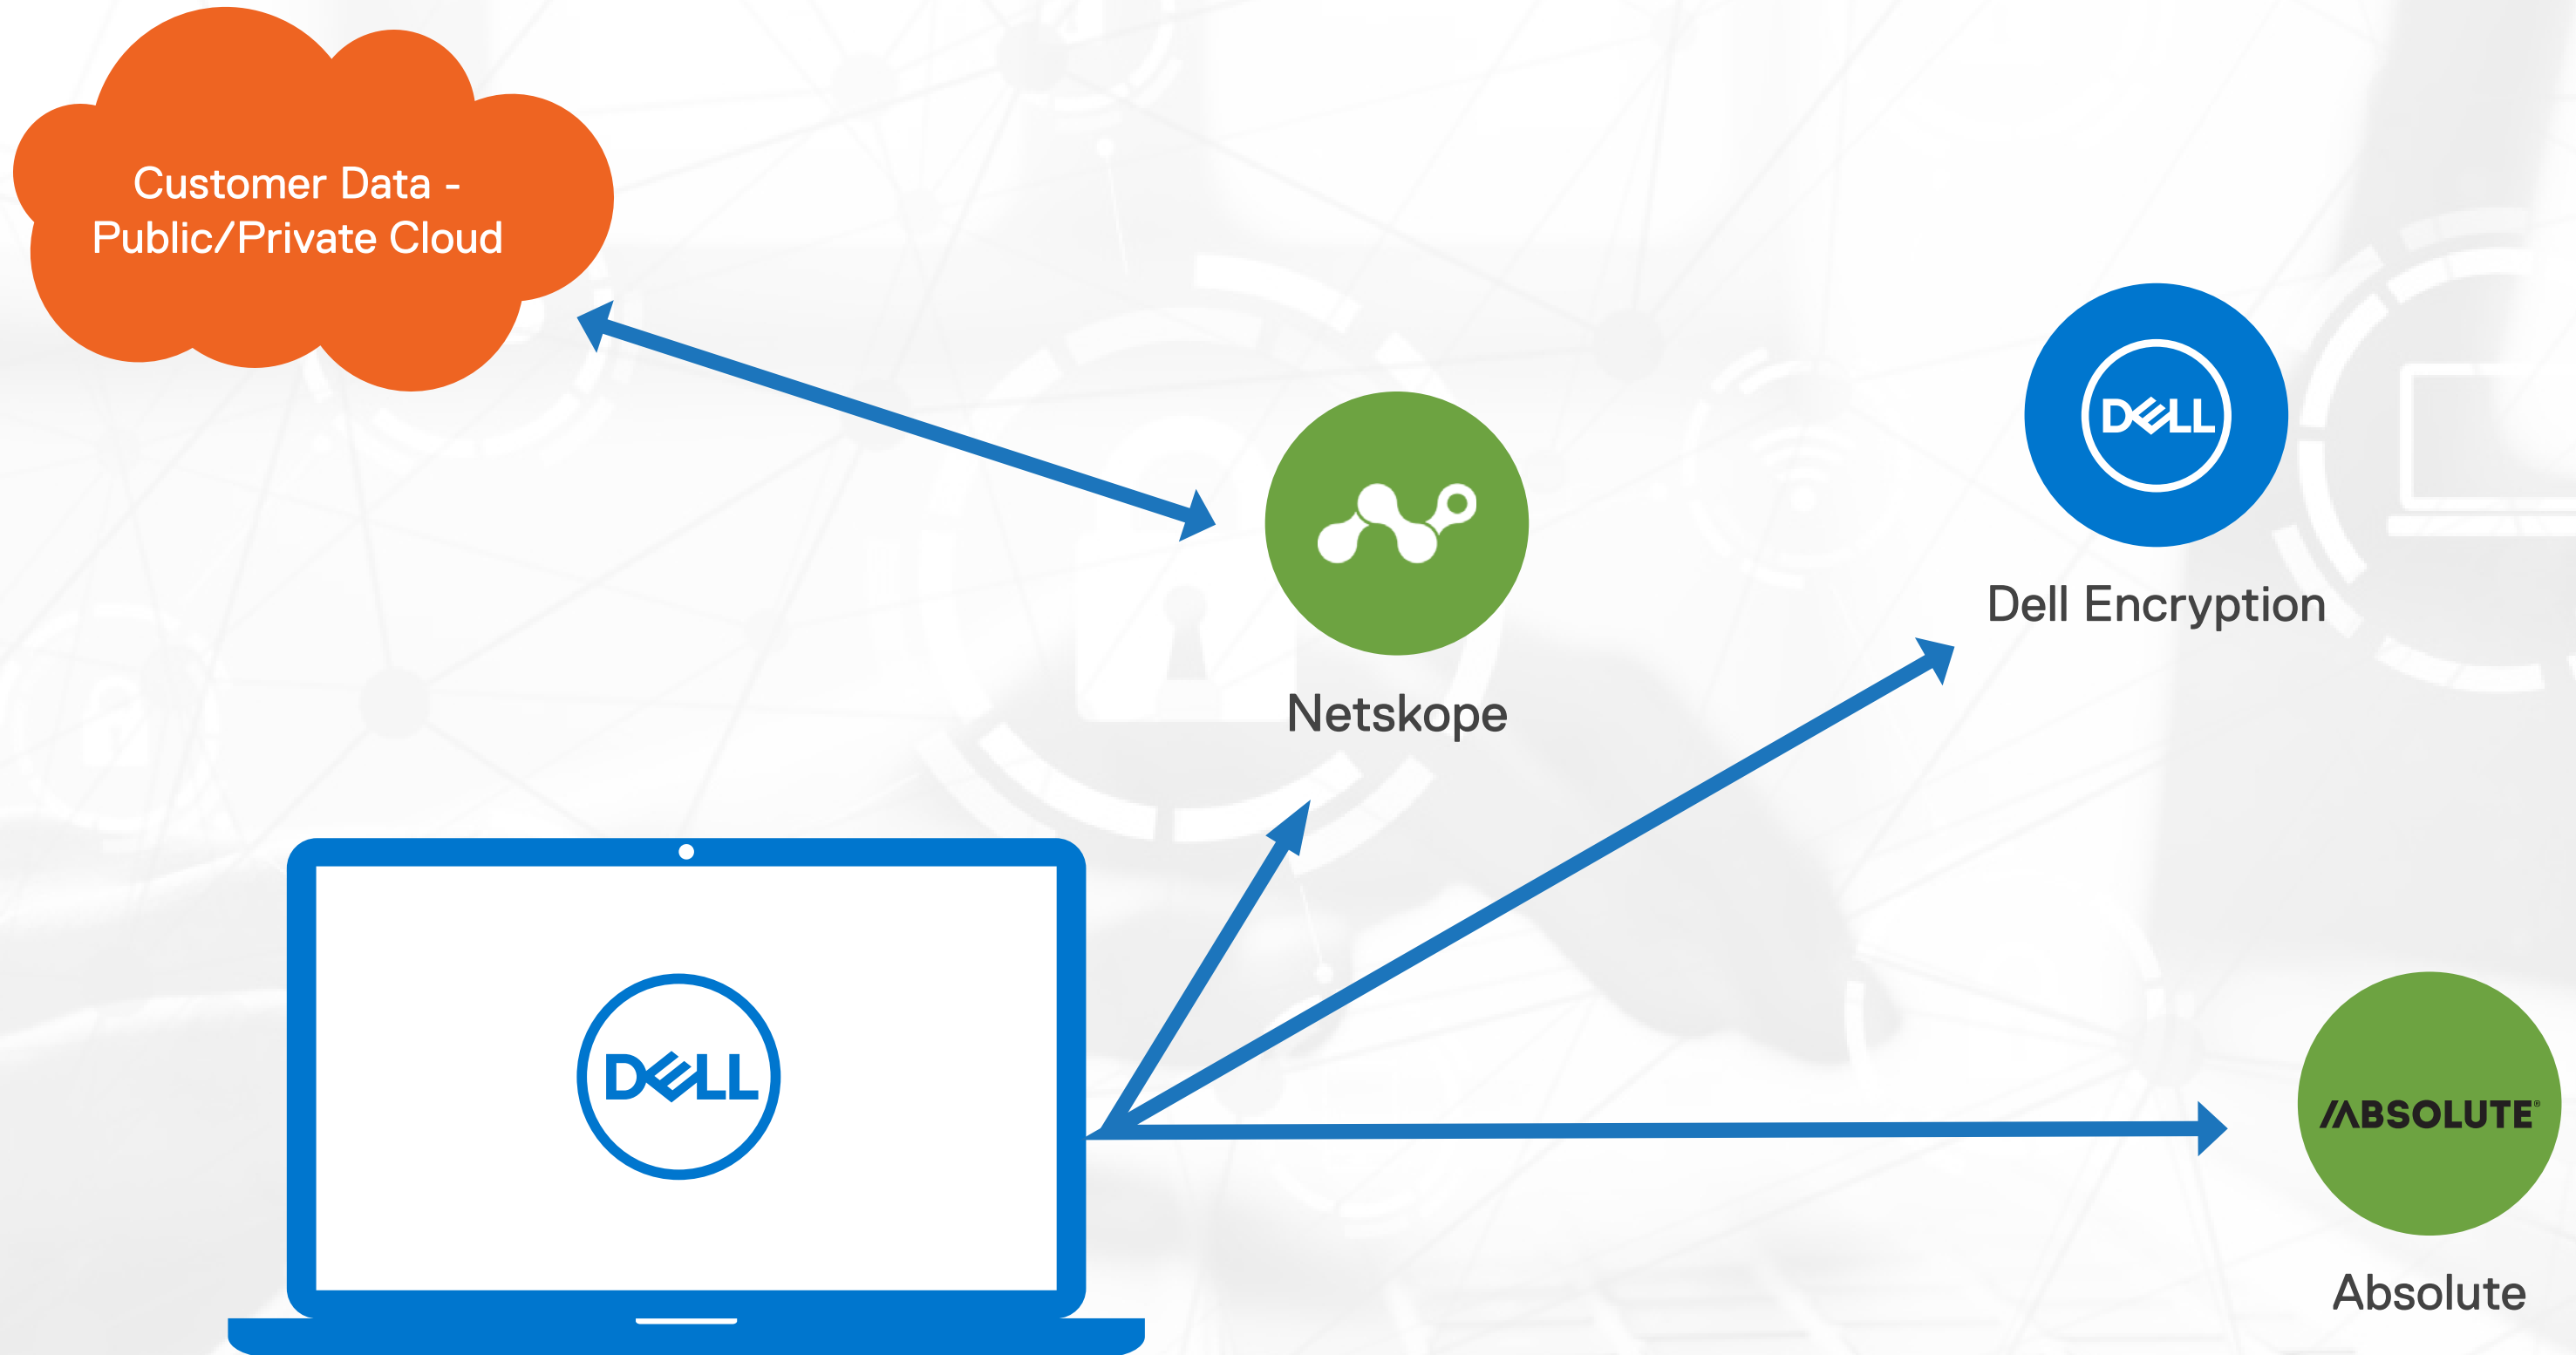 Customer Data -
Public/Private Cloud
DELL
Dell Encryption
Netskope
DELL
ABSOLUTE®
Absolute